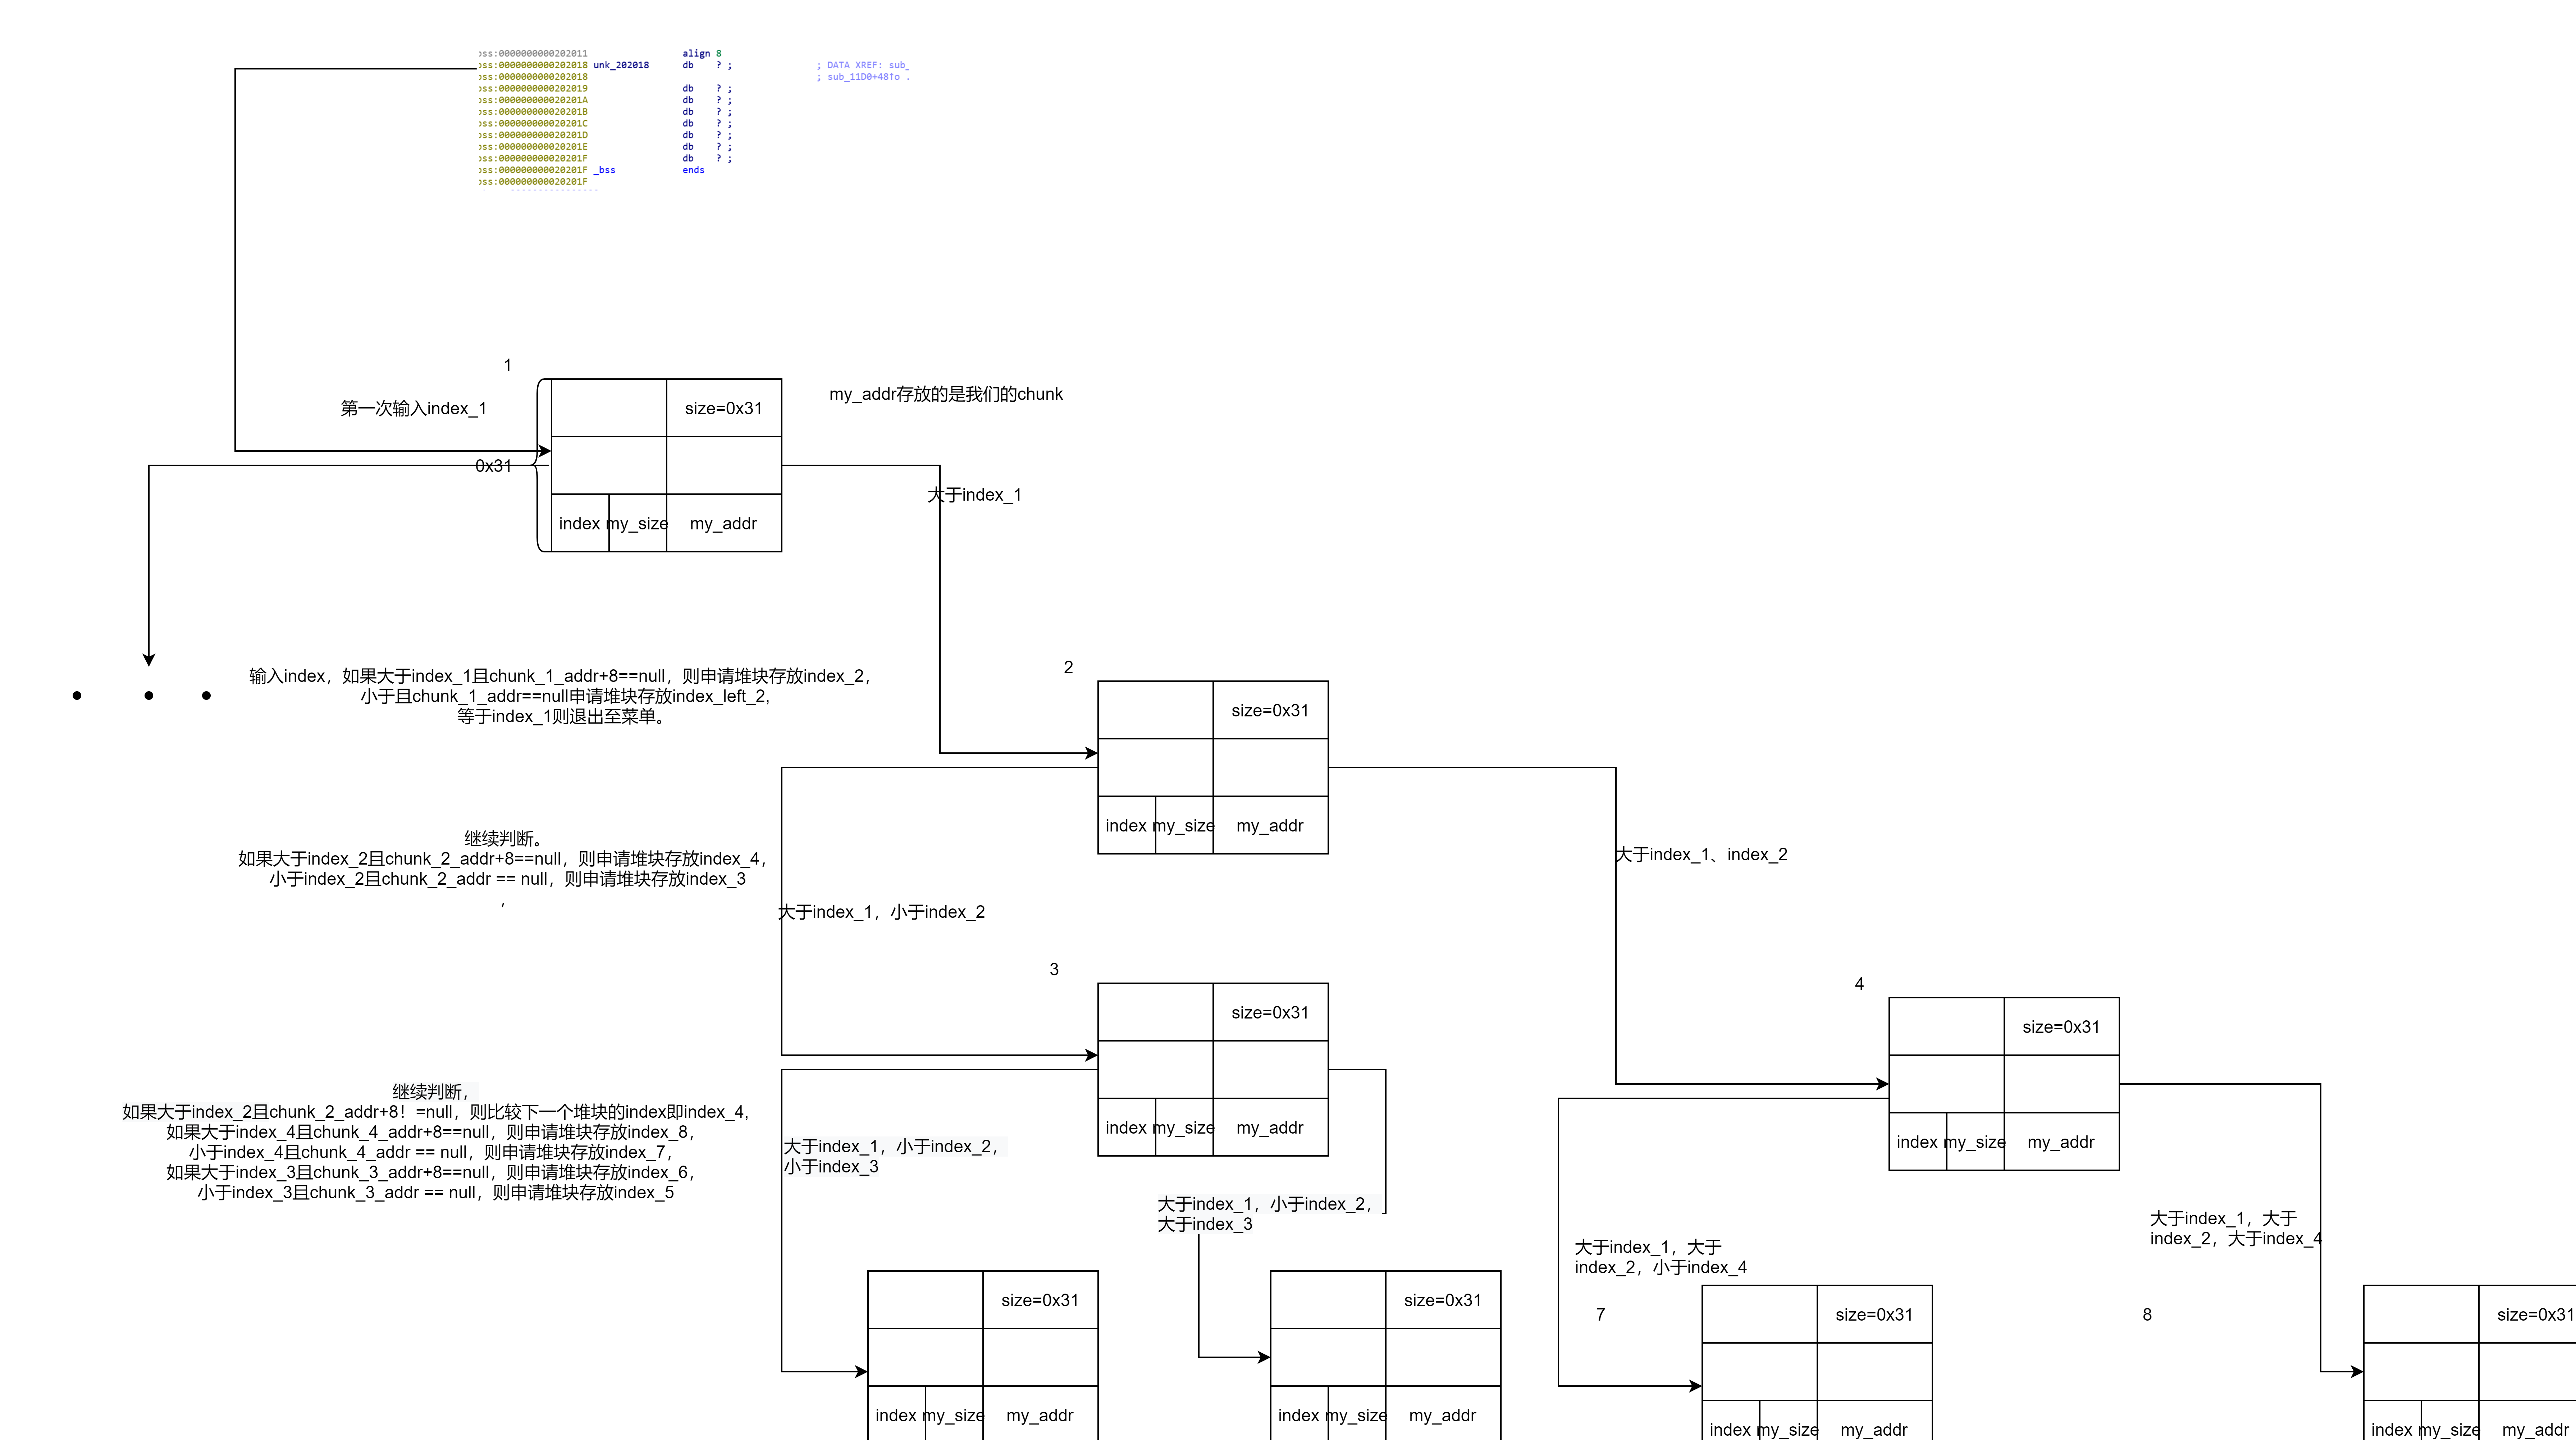 bss:0000000000202011 align 8
bss:0000000000202018 unk_202018 db ? ; ; DATA XREF: sub_
bss:0000000000202018 ; sub_11D0+48↑o .
bss:0000000000202019 db ? ;
bss:000000000020201A db ? ;
bss:000000000020201B db ? ;
bss:000000000020201C db ? ;
bss:000000000020201D db ? ;
bss:000000000020201E db ? ;
bss:000000000020201F db ? ;
bss:000000000020201F _bss ends
bss:000000000020201F
1
第一次输入index_1
size=0x31
my_addr存放的是我们的chunk
0x31
大于index_1
index my_size my_addr
2
输入index，如果大于index_1且chunk_1_addr+8==null，则申请堆块存放index_2，
小于且chunk_1_addr==null申请堆块存放index_left_2，
等于index_1则退出至菜单。
size=0x31
index my_size my_addr
继续判断。
如果大于index_2且chunk_2_addr+8==null，则申请堆块存放index_4，
小于index_2且chunk_2_addr == null，则申请堆块存放index_3
，
大于index_1、index_2
大于index_1，小于index_2
3
size=0x31
index my_size my_addr
4
size=0x31
index my_size my_addr
继续判断，
如果大于index_2且chunk_2_addr+8！=null，则比较下一个堆块的index即index_4，
如果大于index_4且chunk_4_addr+8==null，则申请堆块存放index_8，
小于index_4且chunk_4_addr == null，则申请堆块存放index_7，
如果大于index_3且chunk_3_addr+8==null，则申请堆块存放index_6，
小于index_3且chunk_3_addr == null，则申请堆块存放index_5
大于index_1，小于index_2，
小于index_3
大于index_1，小于index_2，
大于index_3
大于index_1，大于
index_2，小于index_4
大于index_1，大于
index_2，大于index_4
size=0x31
index my_size my_addr
size=0x31
index my_size my_addr
7
size=0x31
index my_size my_addr
8
size=0x31
index my_size my_addr